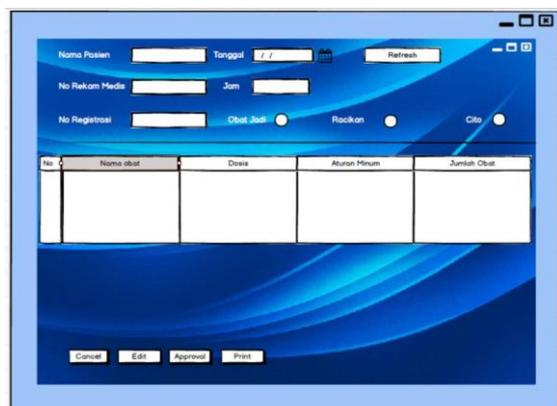 Nama Pasien Tanggal / / Refresh
No Rekam Medis Jam
No Registrasi Obat Jadi Racikan Cito
No Nama obat Dosis Aturan Minum Jumlah Obat
Cancel Edit Approval Print